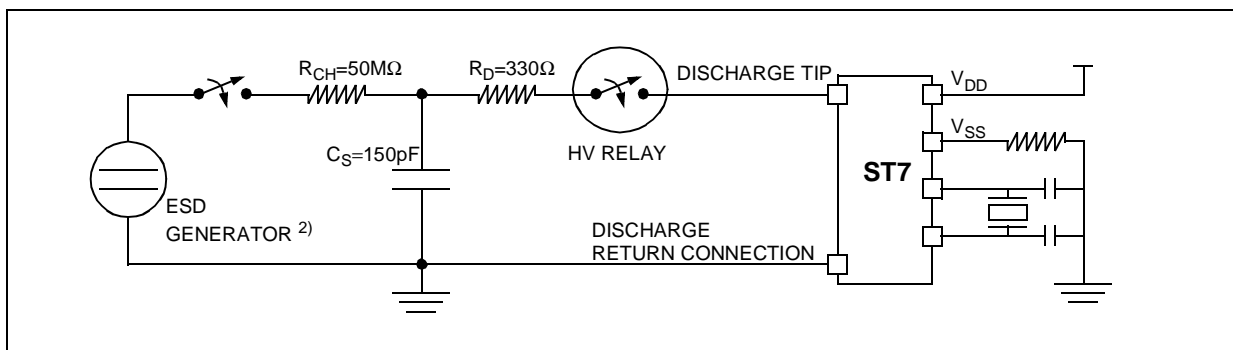 R_CH=50MΩ
R_D=330Ω
DISCHARGE TIP
V_DD
V_SS
C_S=150pF
HV RELAY
ST7
ESD
GENERATOR 2)
DISCHARGE
RETURN CONNECTION